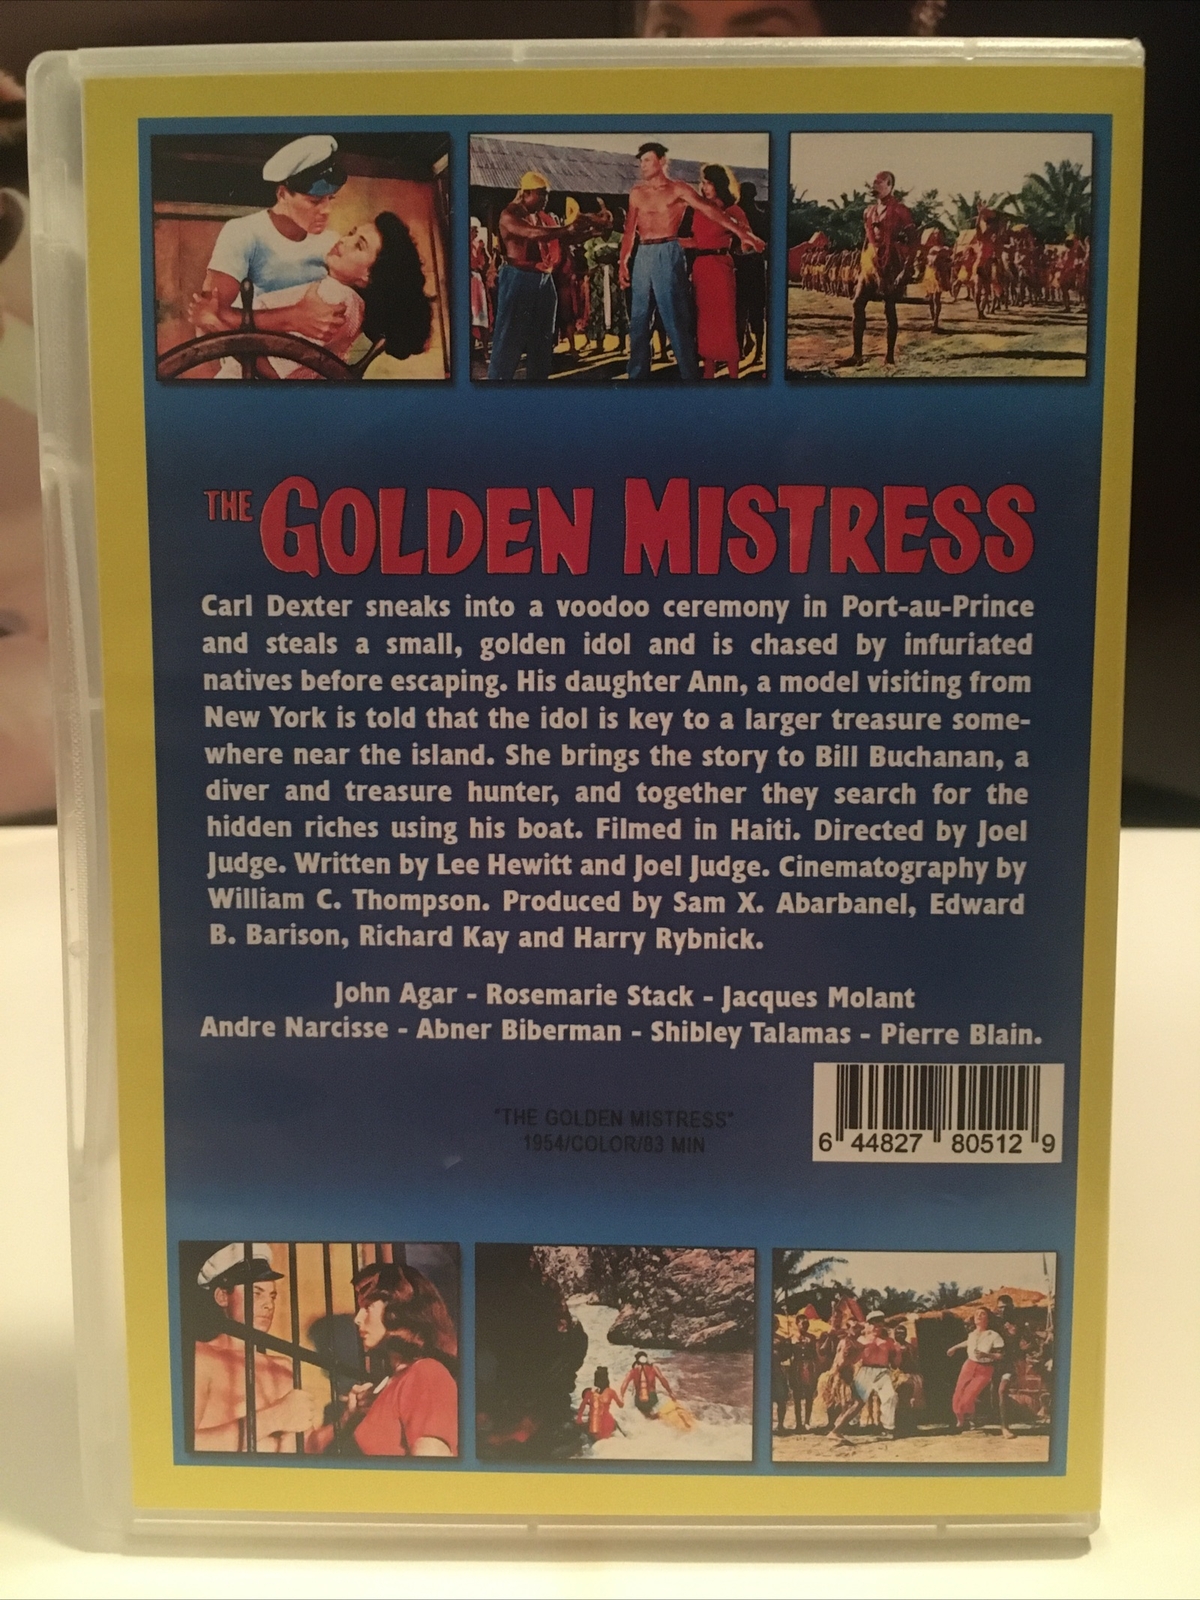 THE GOLDEN MISTRESS
Carl Dexter sneaks into a voodoo ceremony in Port-au-Prince
and steals a small, golden idol and is chased by infuriated
natives before escaping. His daughter Ann, a model visiting from
New York is told that the idol is key to a larger treasure some-
where near the island. She brings the story to Bill Buchanan, a
diver and treasure hunter, and together they search for the
hidden riches using his boat. Filmed in Haiti. Directed by Joel
Judge. Written by Lee Hewitt and Joel Judge. Cinematography by
William C. Thompson. Produced by Sam X. Abarbanel, Edward
B. Barison, Richard Kay and Harry Rybnick.
John Agar - Rosemarie Stack - Jacques Molant
Andre Narcisse - Abner Biberman - Shibley Talamas - Pierre Blain.
"THE GOLDEN MISTRESS"
1954/COLOR/83 MIN
6 44827 80512 9